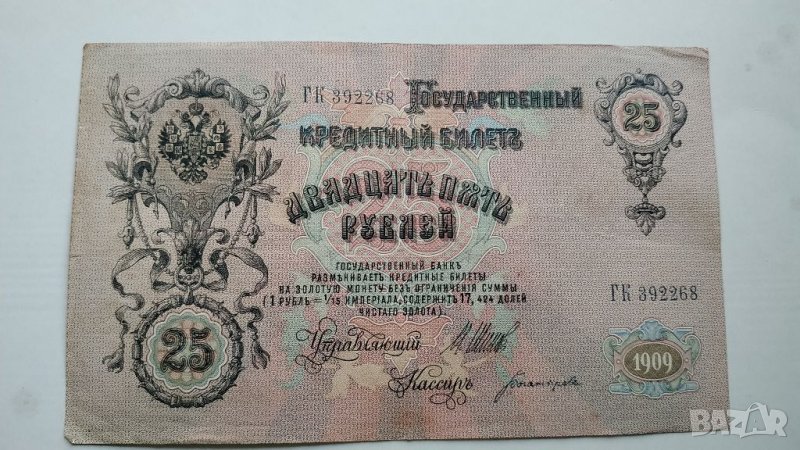 ГК 392268 Государственный
Кредитный Билетъ
25
Двадцать пять
рублей
Государственный Банкъ
размѣниваетъ кредитные билеты
на золотую монету безъ ограниченія суммы
(1 рубль = 1/15 имперіала, содержитъ 17, 424 долей
чистаго золота).
ГК 392268
25
Управляющій
Кассиръ
1909
BAZAR